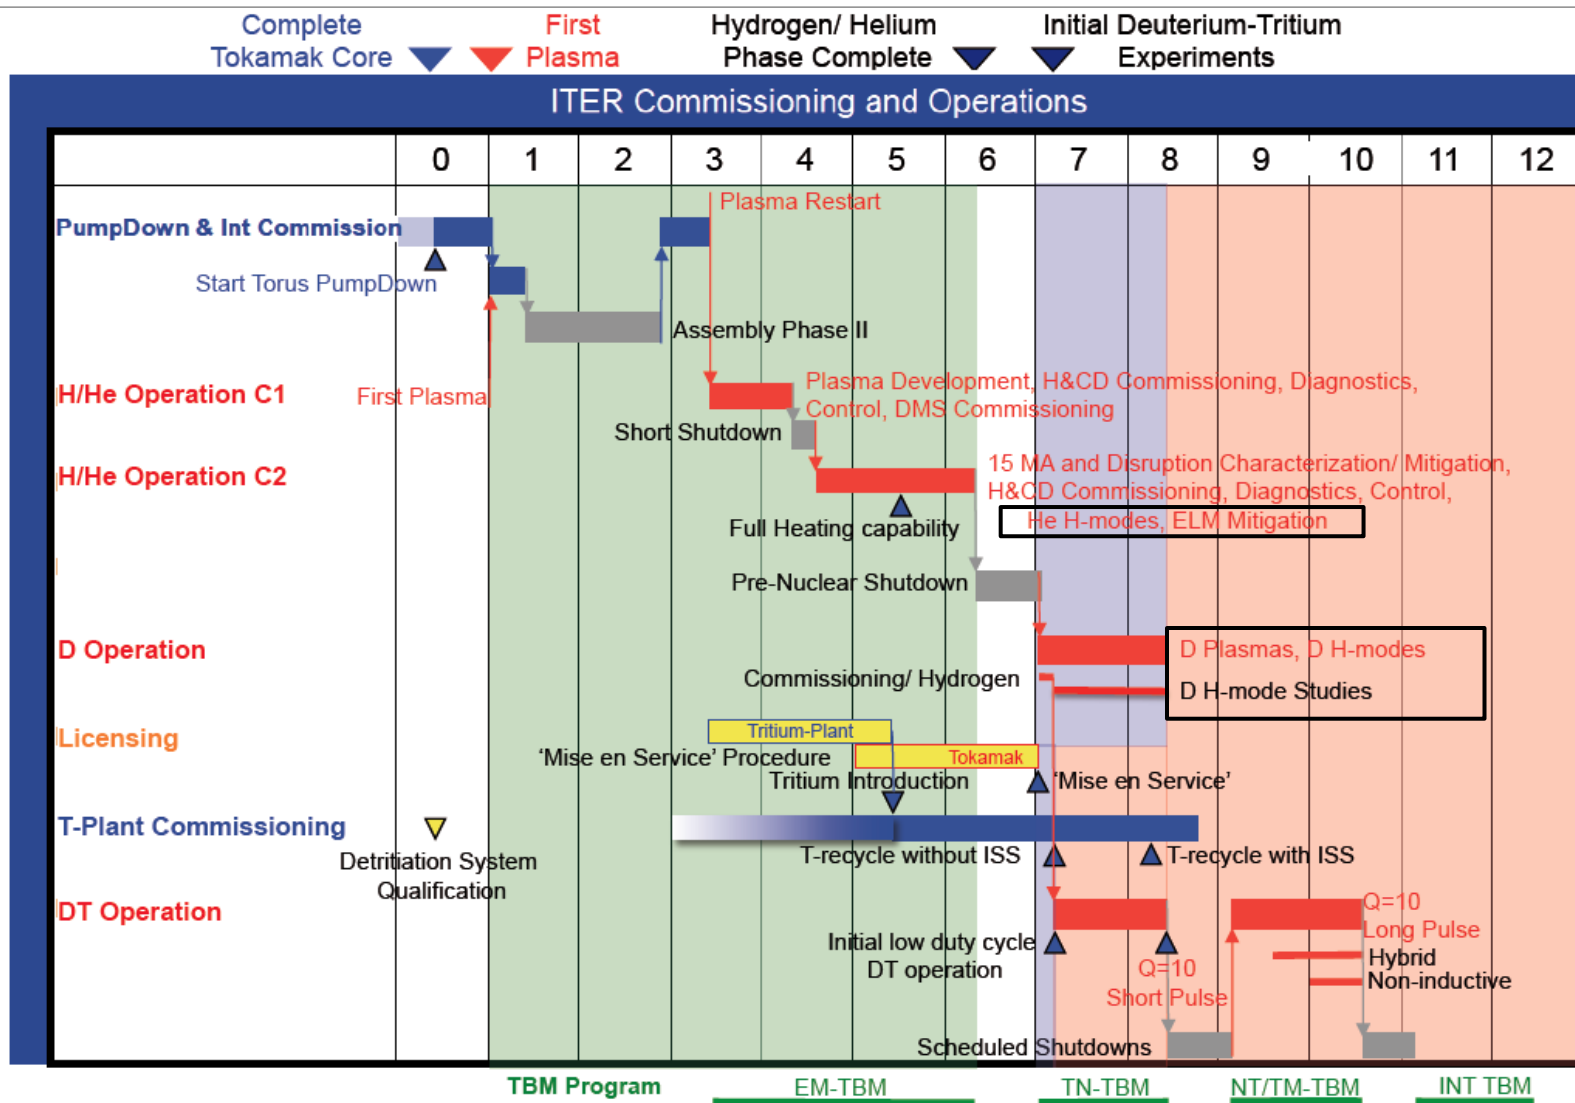 Complete
Tokamak Core
First
Plasma
Hydrogen/ Helium
Phase Complete
Initial Deuterium-Tritium
Experiments
ITER Commissioning and Operations
0 1 2 3 4 5 6 7 8 9 10 11 12
Plasma Restart
PumpDown & Int Commission
Start Torus PumpDown
Assembly Phase II
H/He Operation C1
First Plasma
Plasma Development, H&CD Commissioning, Diagnostics,
Control, DMS Commissioning
Short Shutdown
H/He Operation C2
15 MA and Disruption Characterization/ Mitigation,
H&CD Commissioning, Diagnostics, Control,
He H-modes, ELM Mitigation
Full Heating capability
Pre-Nuclear Shutdown
D Operation
D Plasmas, D H-modes
Commissioning/ Hydrogen
D H-mode Studies
Licensing
Tritium-Plant
‘Mise en Service’ Procedure
Tokamak
Tritium Introduction
‘Mise en Service’
T-Plant Commissioning
Detritiation System
Qualification
T-recycle without ISS
T-recycle with ISS
DT Operation
Q=10
Long Pulse
Initial low duty cycle
DT operation
Hybrid
Q=10
Short Pulse
Non-inductive
Scheduled Shutdowns
TBM Program
EM-TBM
TN-TBM
NT/TM-TBM
INT TBM